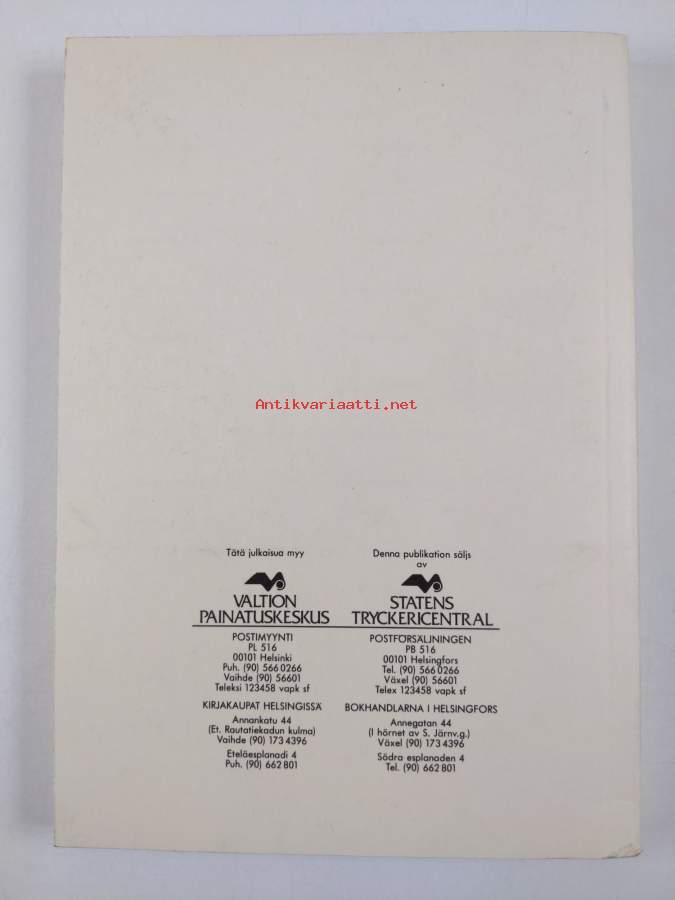 Antikvariaatti.net
Tätä julkaisua myy
VALTION
PAINATUSKESKUS
POSTIMYYNTI
PL 516
00101 Helsinki
Puh. (90) 566 0266
Vaihde (90) 56601
Teleksi 123458 vapk sf
KIRJAKAUPAT HELSINGISSÄ
Annankatu 44
(Et. Rautatiekadun kulma)
Vaihde (90) 173 4396
Eteläesplanadi 4
Puh. (90) 662 801
Denna publikation säljs
av
STATENS
TRYCKERICENTRAL
POSTFÖRSÄLJNINGEN
PB 516
00101 Helsingfors
Tel. (90) 566 0266
Växel (90) 56601
Telex 123458 vapk sf
BOKHANDLARNA I HELSINGFORS
Annegatan 44
(I hörnet av S. Järnv.g.)
Växel (90) 173 4396
Södra esplanaden 4
Tel. (90) 662 801